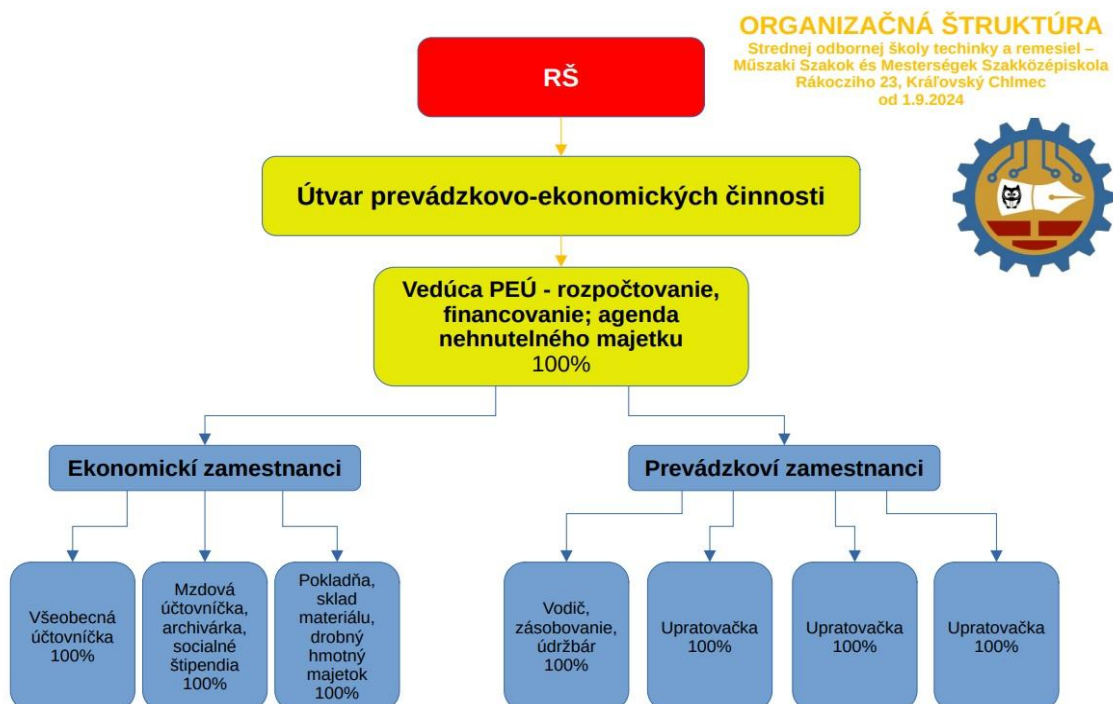 ORGANIZAČNÁ ŠTRUKTÚRA
Strednej odbornej školy techinky a remesiel –
Műszaki Szakok és Mesterségek Szakközépiskola
Rákocziho 23, Kráľovský Chlmec
od 1.9.2024
RŠ
Útvar prevádzkovo-ekonomických činnosti
Vedúca PEÚ - rozpočtovanie,
financovanie; agenda
nehnutelného majetku
100%
Ekonomickí zamestnanci
Prevádzkoví zamestnanci
Všeobecná
účtovníčka
100%
Mzdová
účtovníčka,
archivárka,
socialné
štipendia
100%
Pokladňa,
sklad
materiálu,
drobný
hmotný
majetok
100%
Vodič,
zásobovanie,
údržbár
100%
Upratovačka
100%
Upratovačka
100%
Upratovačka
100%